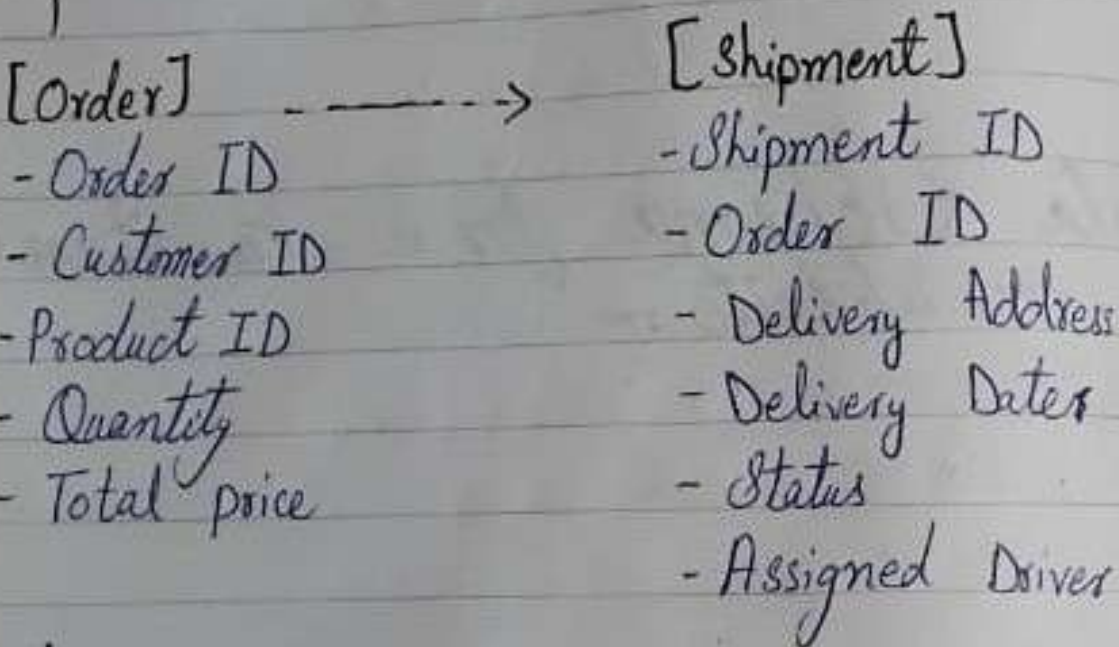 [Order] - - - - - -> [Shipment]
- Order ID
- Customer ID
- Product ID
- Quantity
- Total price
- Shipment ID
- Order ID
- Delivery Address
- Delivery Dates
- Status
- Assigned Driver